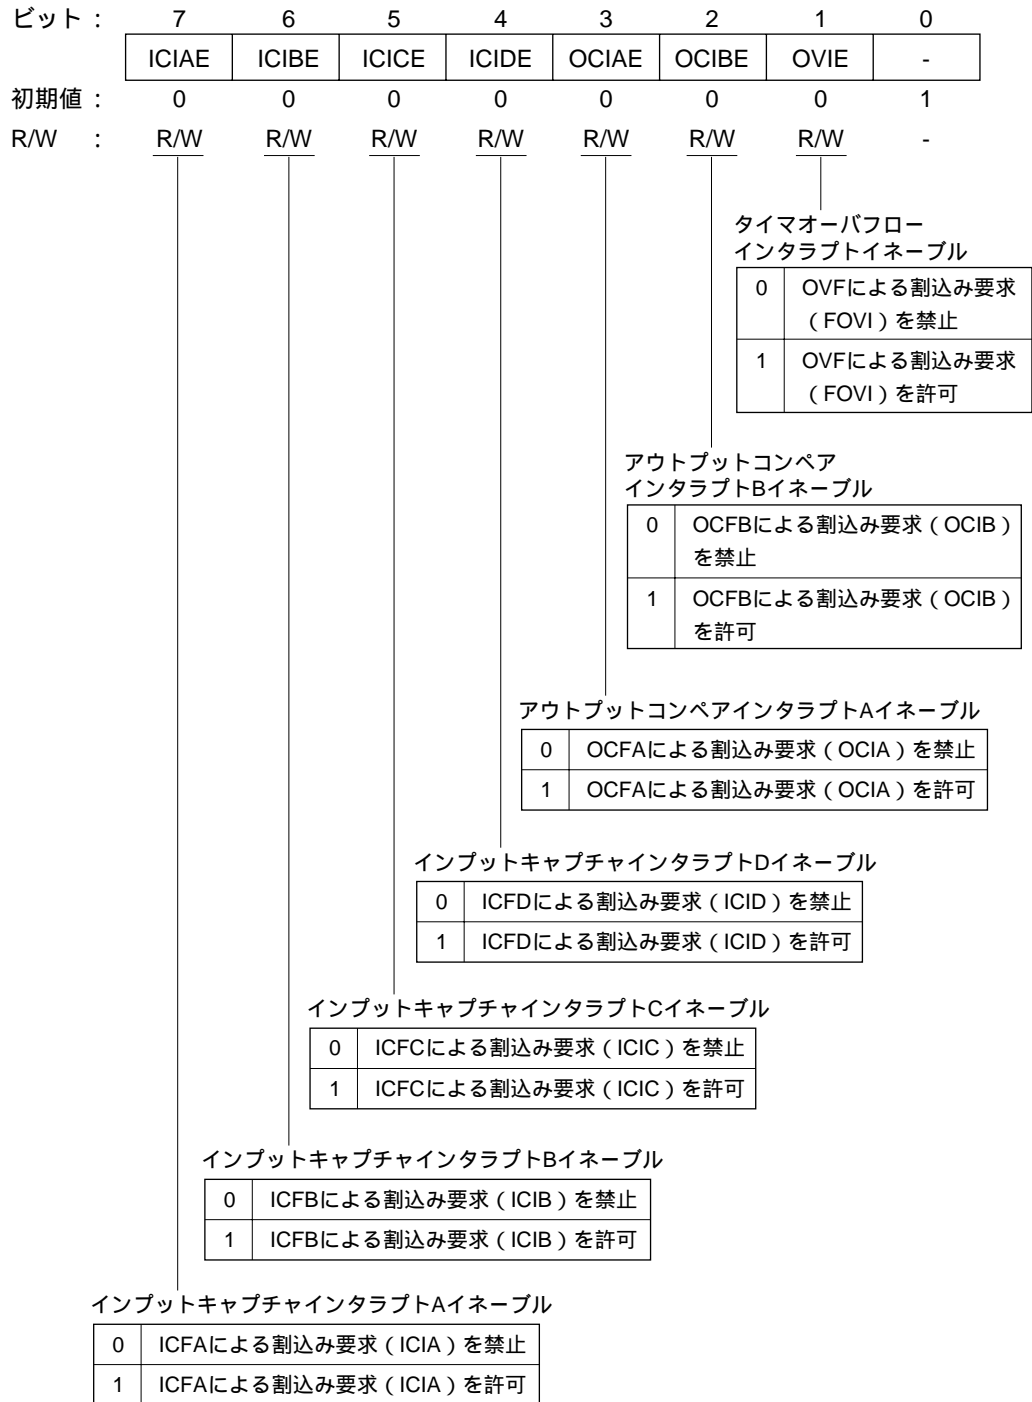 ビット： 7 6 5 4 3 2 1 0
ICIAE ICIBE ICICE ICIDE OCIAE OCIBE OVIE -
初期値： 0 0 0 0 0 0 0 1
R/W ： R/W R/W R/W R/W R/W R/W R/W -
タイマオーバフロー
インタラプトイネーブル
0 OVFによる割込み要求
（FOVI）を禁止
1 OVFによる割込み要求
（FOVI）を許可
アウトプットコンペア
インタラプトBイネーブル
0 OCFBによる割込み要求（OCIB）
を禁止
1 OCFBによる割込み要求（OCIB）
を許可
アウトプットコンペアインタラプトAイネーブル
0 OCFAによる割込み要求（OCIA）を禁止
1 OCFAによる割込み要求（OCIA）を許可
インプットキャプチャインタラプトDイネーブル
0 ICFDによる割込み要求（ICID）を禁止
1 ICFDによる割込み要求（ICID）を許可
インプットキャプチャインタラプトCイネーブル
0 ICFCによる割込み要求（ICIC）を禁止
1 ICFCによる割込み要求（ICIC）を許可
インプットキャプチャインタラプトBイネーブル
0 ICFBによる割込み要求（ICIB）を禁止
1 ICFBによる割込み要求（ICIB）を許可
インプットキャプチャインタラプトAイネーブル
0 ICFAによる割込み要求（ICIA）を禁止
1 ICFAによる割込み要求（ICIA）を許可